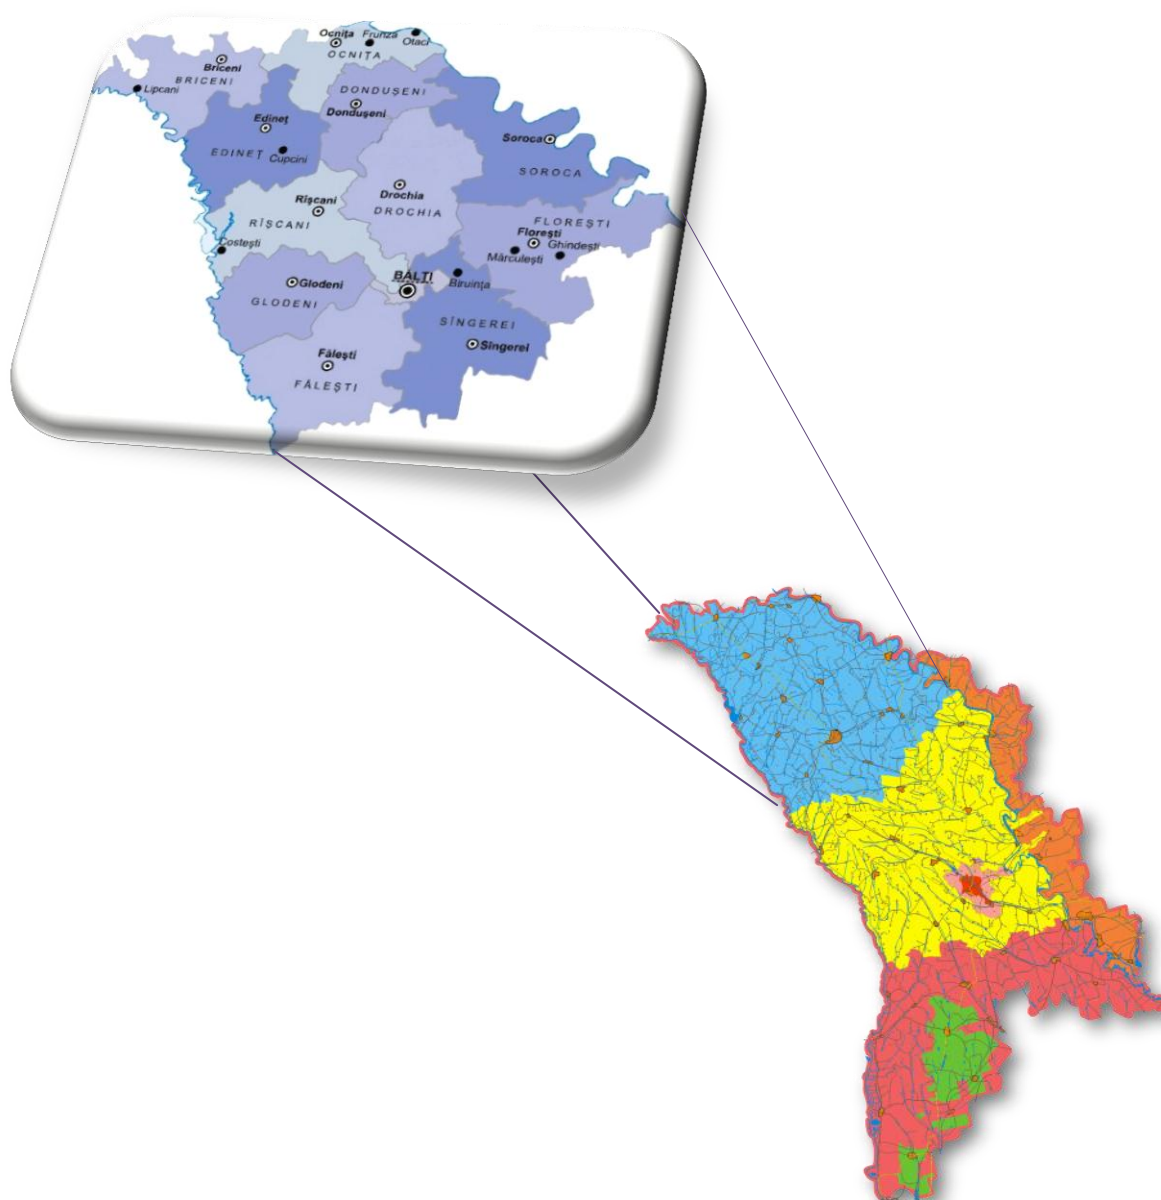 Ocnița
Frunză
Otaci
OCNIȚA
Briceni
BRICENI
Lipcani
DONDUȘENI
Dondușeni
Edineț
EDINEȚ
Cupcini
Soroca
SOROCA
Rîșcani
RÎȘCANI
Drochia
DROCHIA
FLOREȘTI
Florești
Ghindești
Mărculești
Costești
BĂLȚI
Biruința
Glodeni
GLODENI
SÎNGEREI
Sîngerei
Fălești
FĂLEȘTI